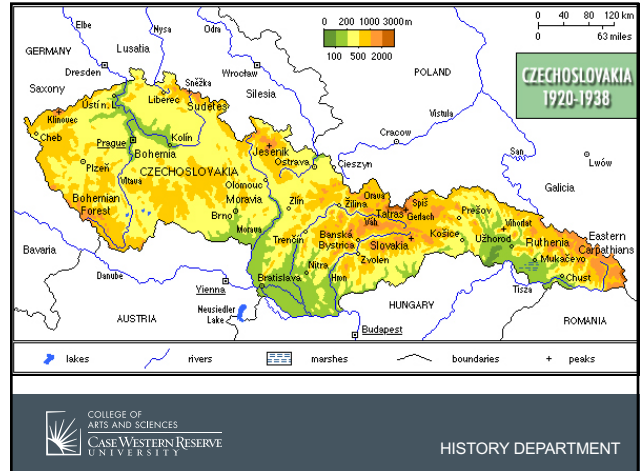 Elbe
Nysa
Odra
Lusatia
GERMANY
Dresden
Wrocław
Saxony
Sněžka
Ústí n. L.
Liberec
Sudetes
Silesia
POLAND
0 200 1000 3000m
100 500 2000
0 40 80 120 km
0 63 miles
CZECHOSLOVAKIA
1920-1938
Klínovec
Cheb
Prague
Kolín
Bohemia
Plzeň
Vltava
CZECHOSLOVAKIA
Jeseník
Ostrava
Cieszyn
Cracow
Vistula
San
Lwów
Galicia
Olomouc
Moravia
Bohemian
Forest
Brno
Zlín
Morava
Orava
Žilina
Tatras
Spiš
Gerlach
Prešov
Vihorlat
Eastern
Carpathians
Váh
Trenčín
Banská
Bystrica
Slovakia
Košice
Užhorod
Ruthenia
Mukačevo
Zvolen
Nitra
Hron
Chust
Bavaria
Danube
Vienna
Bratislava
Neusiedler
Lake
AUSTRIA
HUNGARY
Tisza
ROMANIA
Budapest
lakes rivers marshes boundaries peaks
COLLEGE OF
ARTS AND SCIENCES
CASE WESTERN RESERVE
UNIVERSITY
HISTORY DEPARTMENT